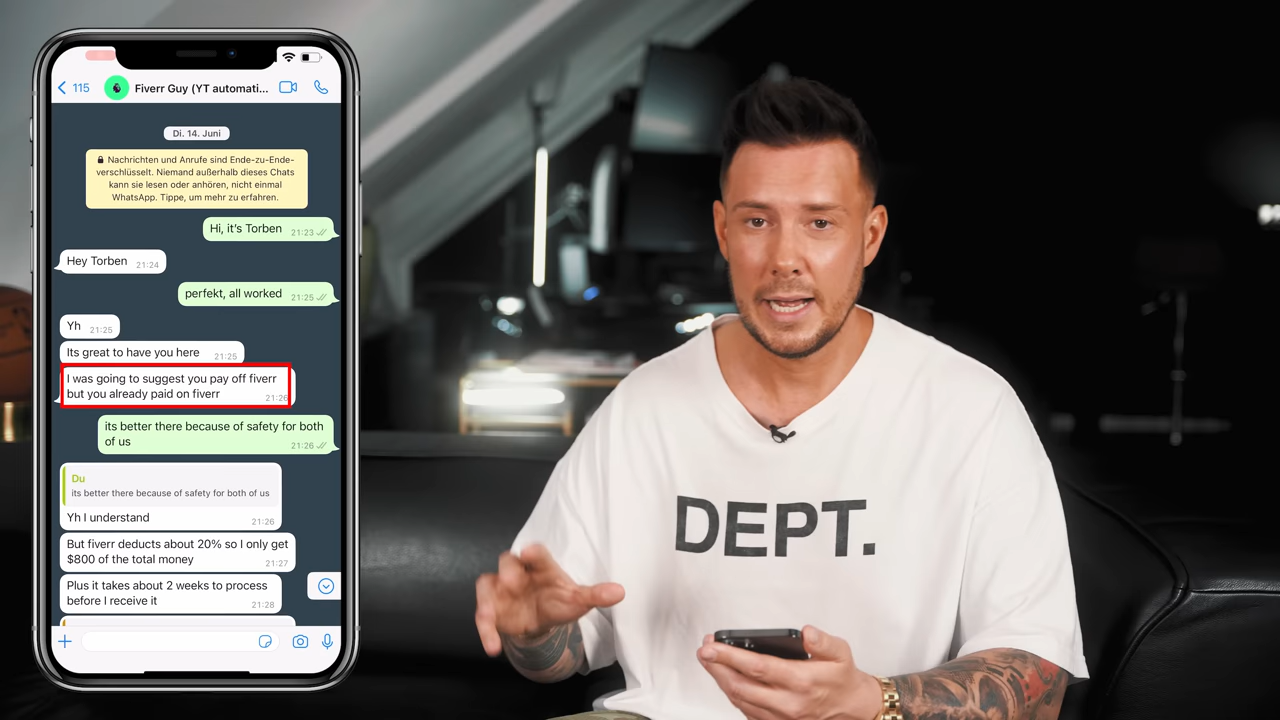 115
Fiverr Guy (YT automati...
Di. 14. Juni
Nachrichten und Anrufe sind Ende-zu-Ende-
verschlüsselt. Niemand außerhalb dieses Chats
kann sie lesen oder anhören, nicht einmal
WhatsApp. Tippe, um mehr zu erfahren.
Hi, it's Torben 21:23
Hey Torben 21:24
perfekt, all worked 21:25
Yh 21:25
Its great to have you here 21:25
I was going to suggest you pay off fiverr
but you already paid on fiverr 21:26
its better there because of safety for both
of us 21:26
Du
its better there because of safety for both of us
Yh I understand 21:26
But fiverr deducts about 20% so I only get
$800 of the total money 21:27
Plus it takes about 2 weeks to process
before I receive it 21:28
DEPT.